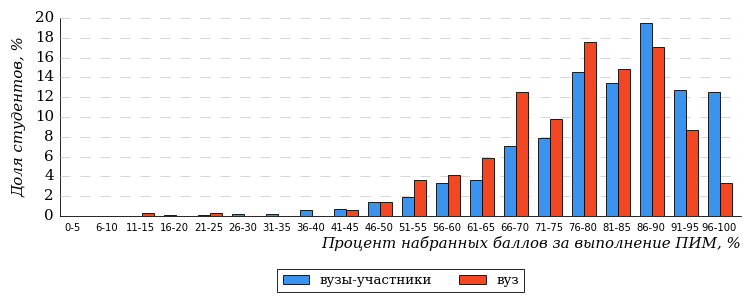 20
18
16
14
12
10
8
6
4
2
0
Доля студентов, %
0-5 6-10 11-15 16-20 21-25 26-30 31-35 36-40 41-45 46-50 51-55 56-60 61-65 66-70 71-75 76-80 81-85 86-90 91-95 96-100
Процент набранных баллов за выполнение ПИМ, %
вузы-участники вуз